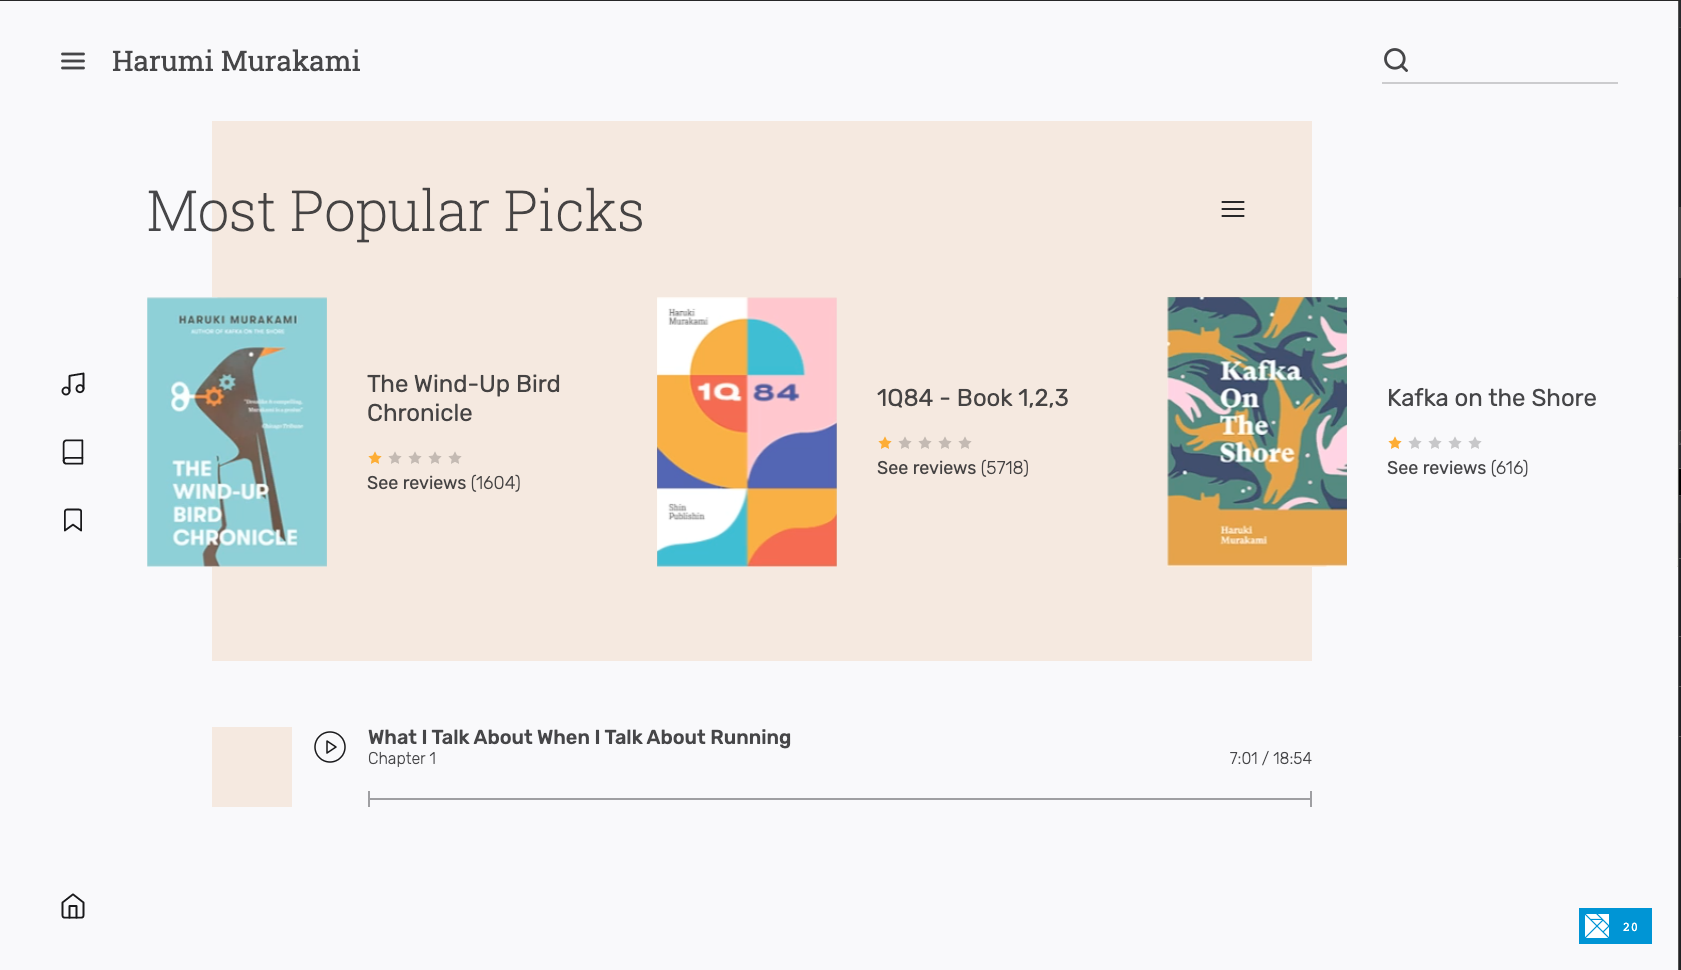 Harumi Murakami
Most Popular Picks
HARUKI MURAKAMI
AUTHOR OF KAFKA ON THE SHORE
THE
WIND-UP
BIRD
CHRONICLE
The Wind-Up Bird
Chronicle
See reviews (1604)
Haruki
Murakami
1Q 84
Shin
Publishin
1Q84 - Book 1,2,3
See reviews (5718)
Kafka
On
The
Shore
Haruki
Murakami
Kafka on the Shore
See reviews (616)
What I Talk About When I Talk About Running
Chapter 1
7:01 / 18:54
20